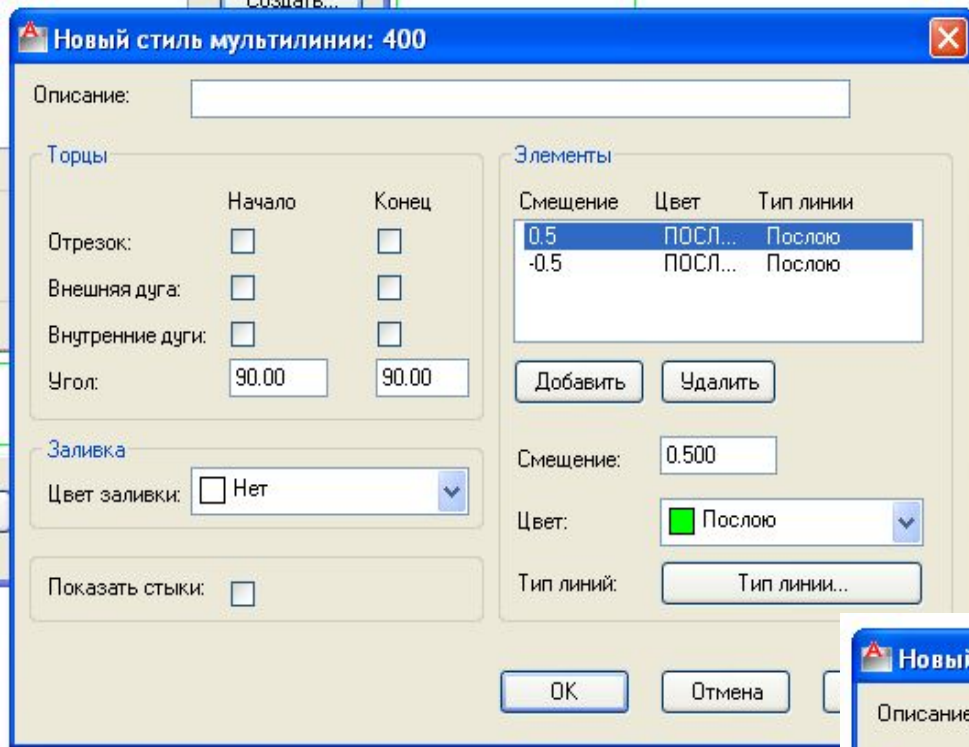 Создать...
Новый стиль мультилинии: 400
Описание:
Торцы
Начало Конец
Отрезок:
Внешняя дуга:
Внутренние дуги:
Угол: 90.00 90.00
Заливка
Цвет заливки: Нет
Показать стыки:
Элементы
Смещение Цвет Тип линии
0.5 ПОСЛ... Послою
-0.5 ПОСЛ... Послою
Добавить Удалить
Смещение: 0.500
Цвет: Послою
Тип линий: Тип линии...
OK Отмена
Новый
Описание